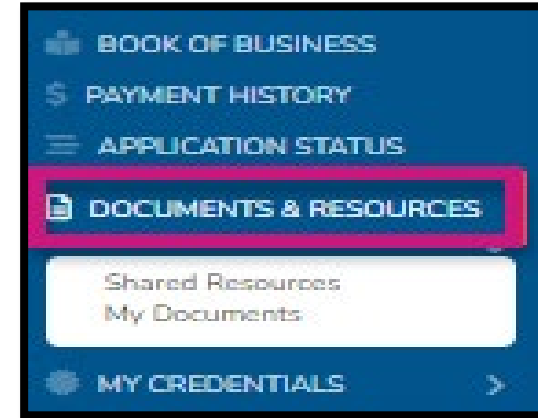 BOOK OF BUSINESS
$ PAYMENT HISTORY
APPLICATION STATUS
DOCUMENTS & RESOURCES
Shared Resources
My Documents
MY CREDENTIALS >